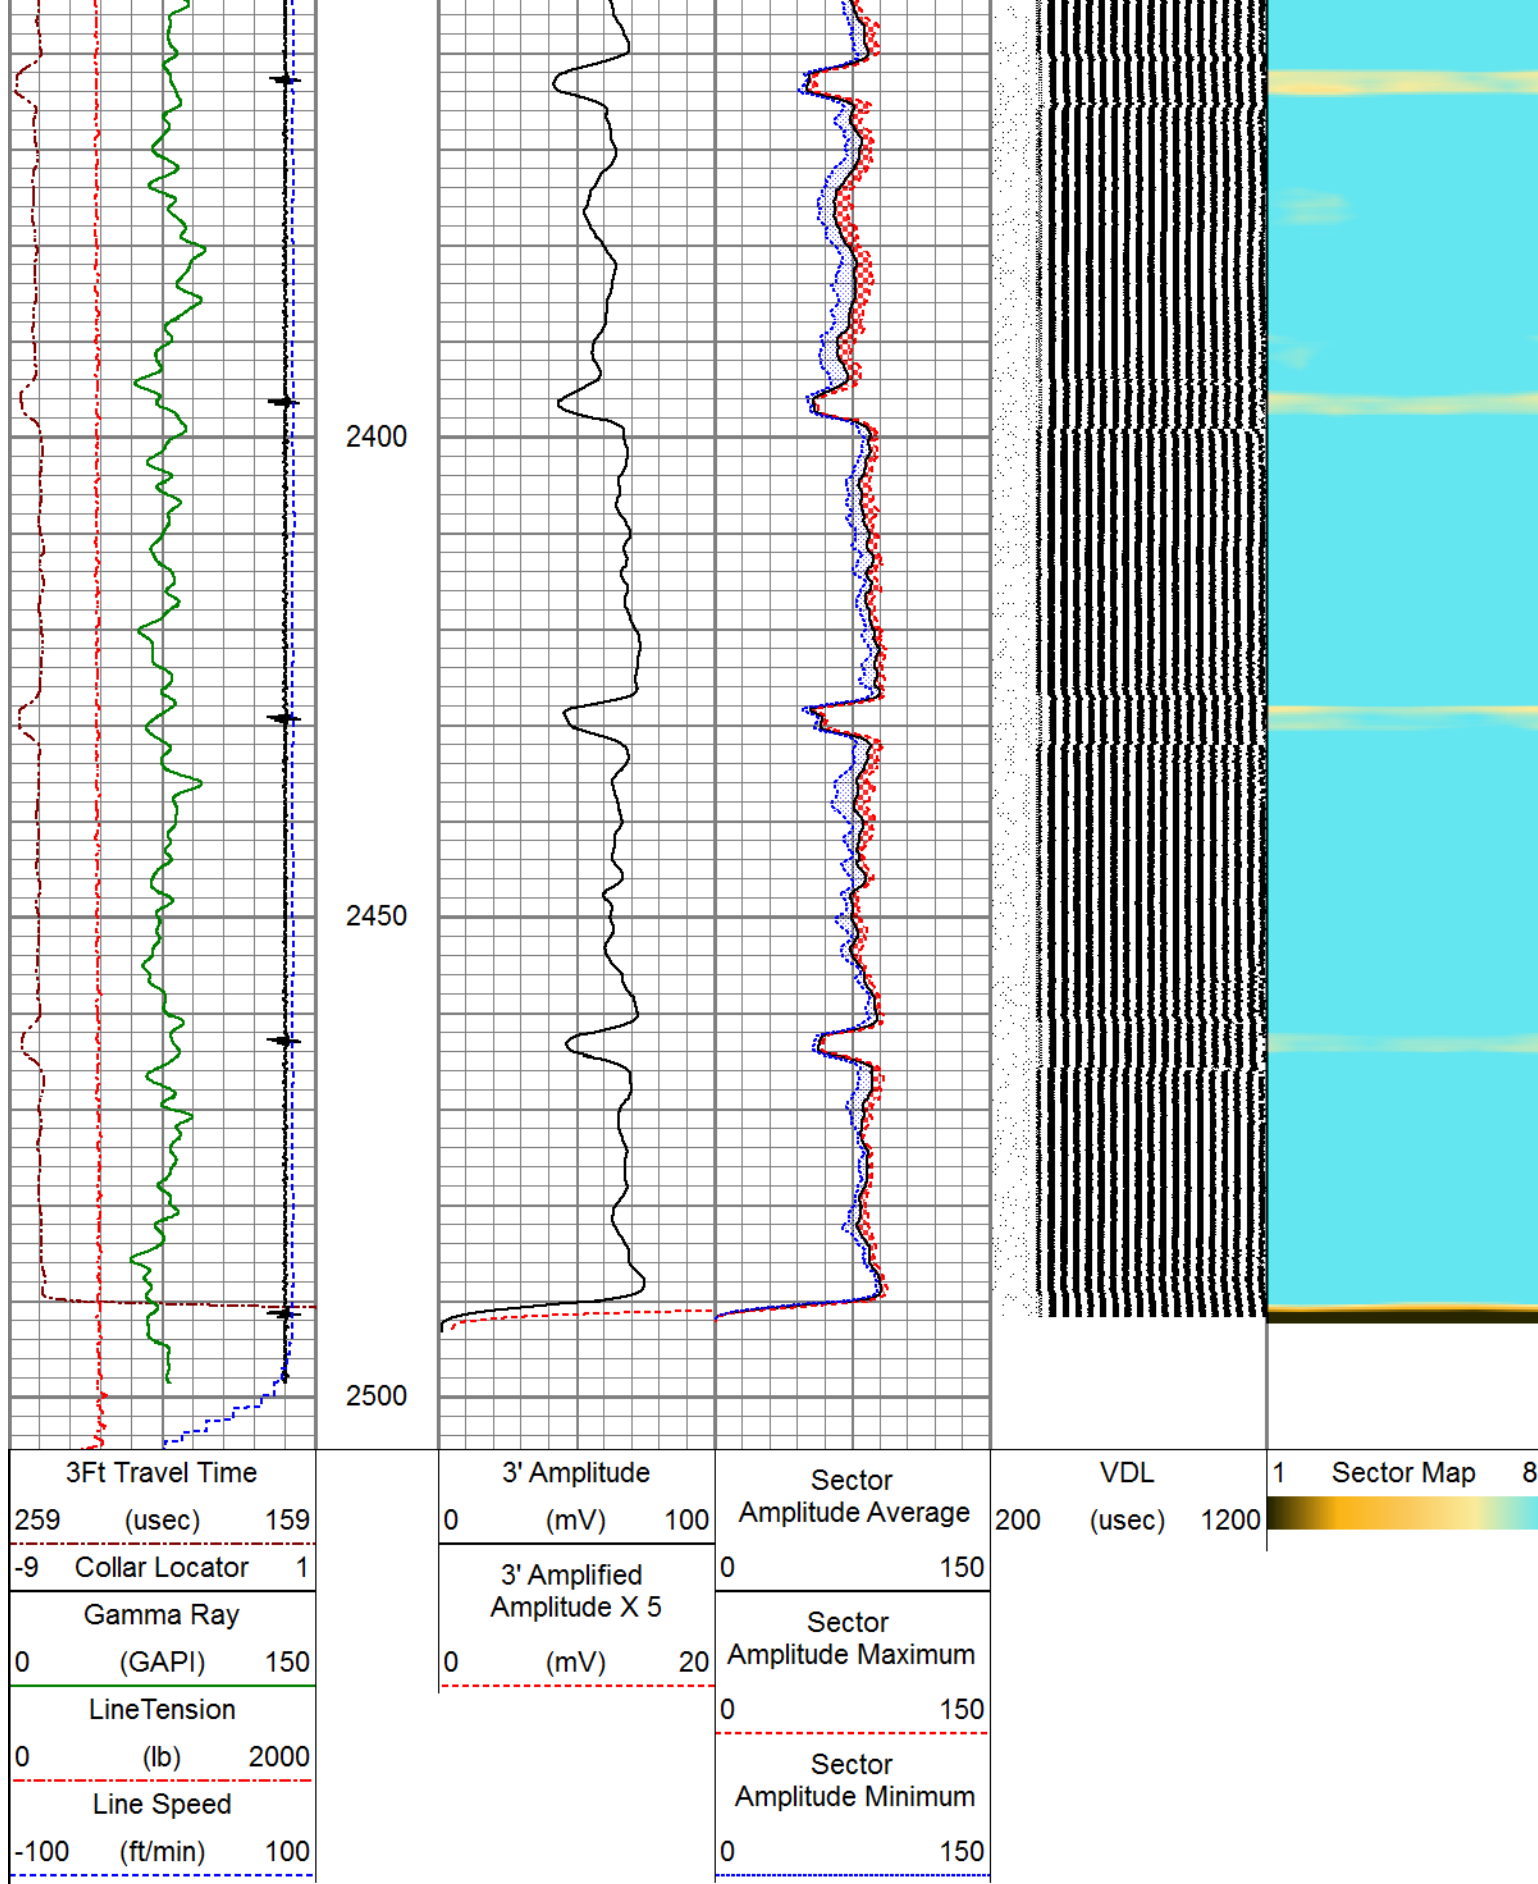 2400
2450
2500
3Ft Travel Time
259 (usec) 159
-9 Collar Locator 1
Gamma Ray
0 (GAPI) 150
LineTension
0 (lb) 2000
Line Speed
-100 (ft/min) 100
3' Amplitude
0 (mV) 100
3' Amplified
Amplitude X 5
0 (mV) 20
Sector
Amplitude Average
0 150
Sector
Amplitude Maximum
0 150
Sector
Amplitude Minimum
0 150
VDL
200 (usec) 1200
1 Sector Map 8